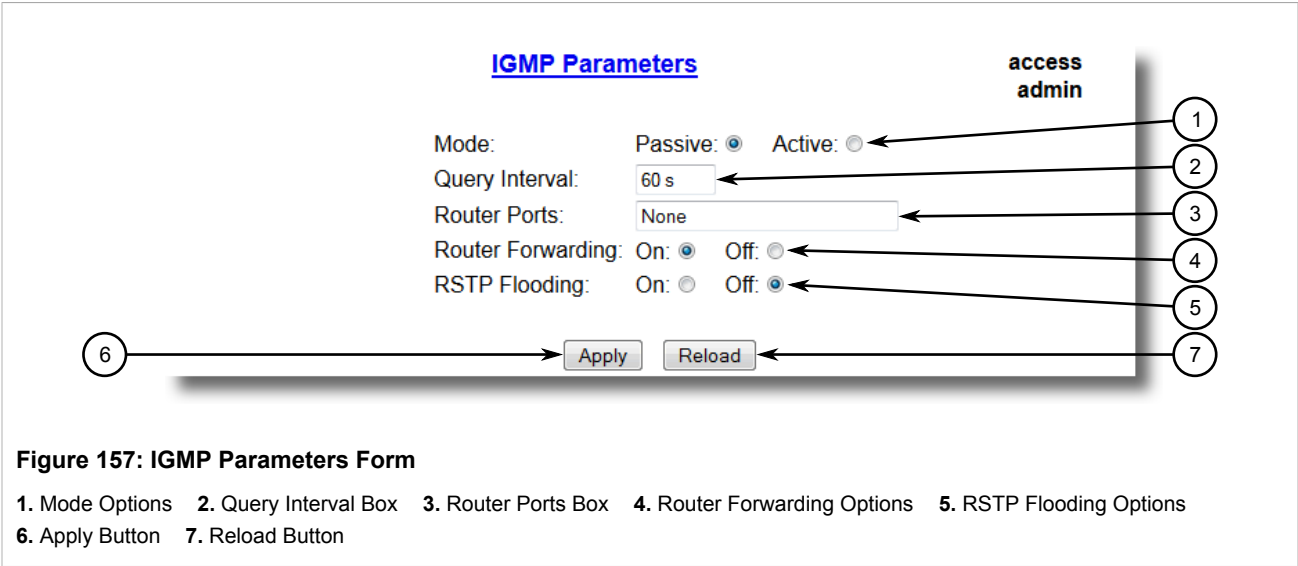 IGMP Parameters
access
admin
Mode: Passive: Active: 1
Query Interval: 60 s 2
Router Ports: None 3
Router Forwarding: On: Off: 4
RSTP Flooding: On: Off: 5
6 Apply Reload 7
Figure 157: IGMP Parameters Form
1. Mode Options 2. Query Interval Box 3. Router Ports Box 4. Router Forwarding Options 5. RSTP Flooding Options
6. Apply Button 7. Reload Button